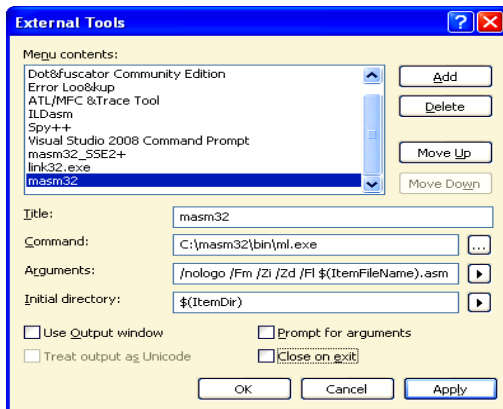 External Tools
Menu contents:
Dot&fuscator Community Edition
Error Loo&kup
ATL/MFC &Trace Tool
ILDasm
Spy++
Visual Studio 2008 Command Prompt
masm32_SSE2+
link32.exe
masm32
Add
Delete
Move Up
Move Down
Title:
masm32
Command:
C:\masm32\bin\ml.exe
...
Arguments:
/nologo /Fm /Zi /Zd /Fl $(ItemFileName).asm
Initial directory:
$(ItemDir)
Use Output window
Prompt for arguments
Treat output as Unicode
Close on exit
OK
Cancel
Apply